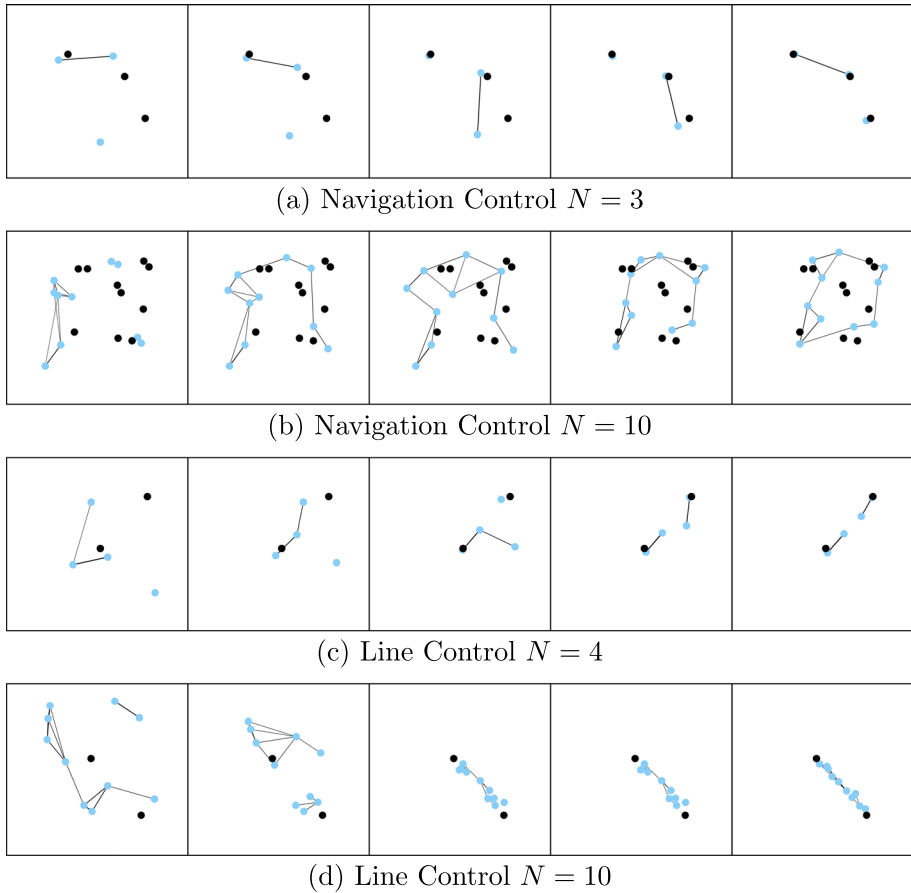 (a) Navigation Control N = 3
(b) Navigation Control N = 10
(c) Line Control N = 4
(d) Line Control N = 10